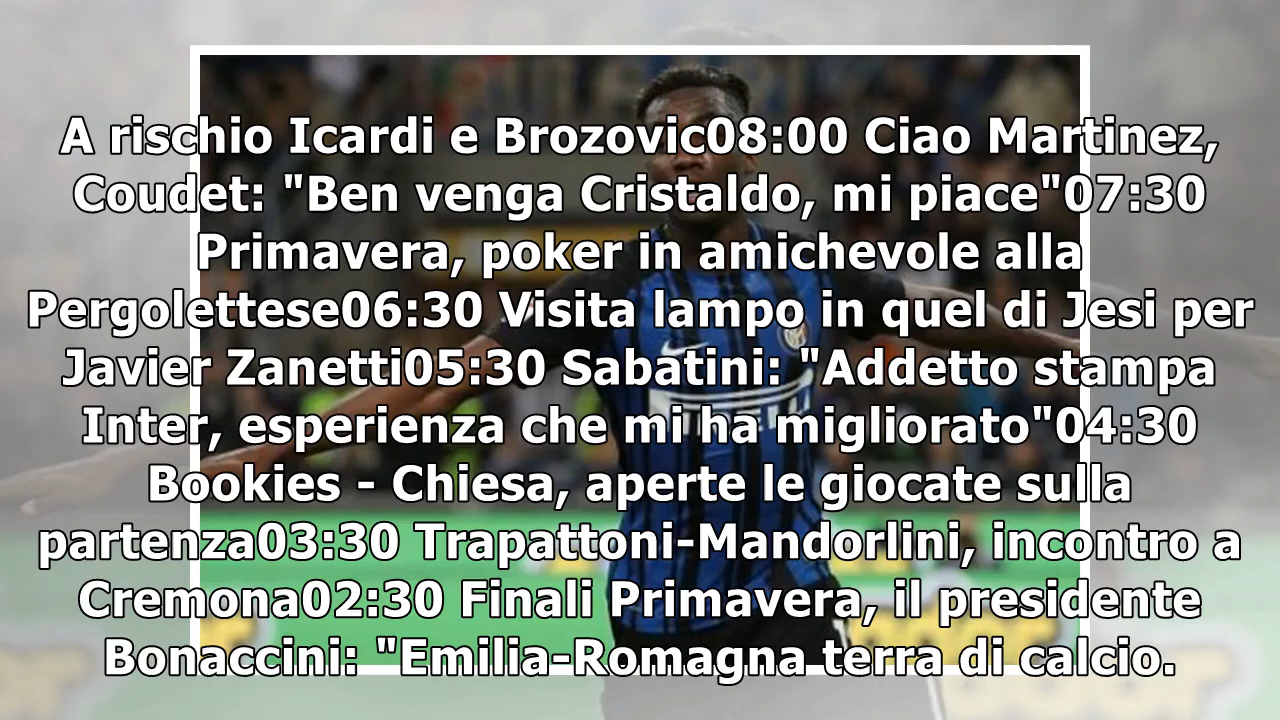 A rischio Icardi e Brozovic08:00 Ciao Martinez,
Coudet: "Ben venga Cristaldo, mi piace"07:30
Primavera, poker in amichevole alla
Pergolettese06:30 Visita lampo in quel di Jesi per
Javier Zanetti05:30 Sabatini: "Addetto stampa
Inter, esperienza che mi ha migliorato"04:30
Bookies - Chiesa, aperte le giocate sulla
partenza03:30 Trapattoni-Mandorlini, incontro a
Cremona02:30 Finali Primavera, il presidente
Bonaccini: "Emilia-Romagna terra di calcio.